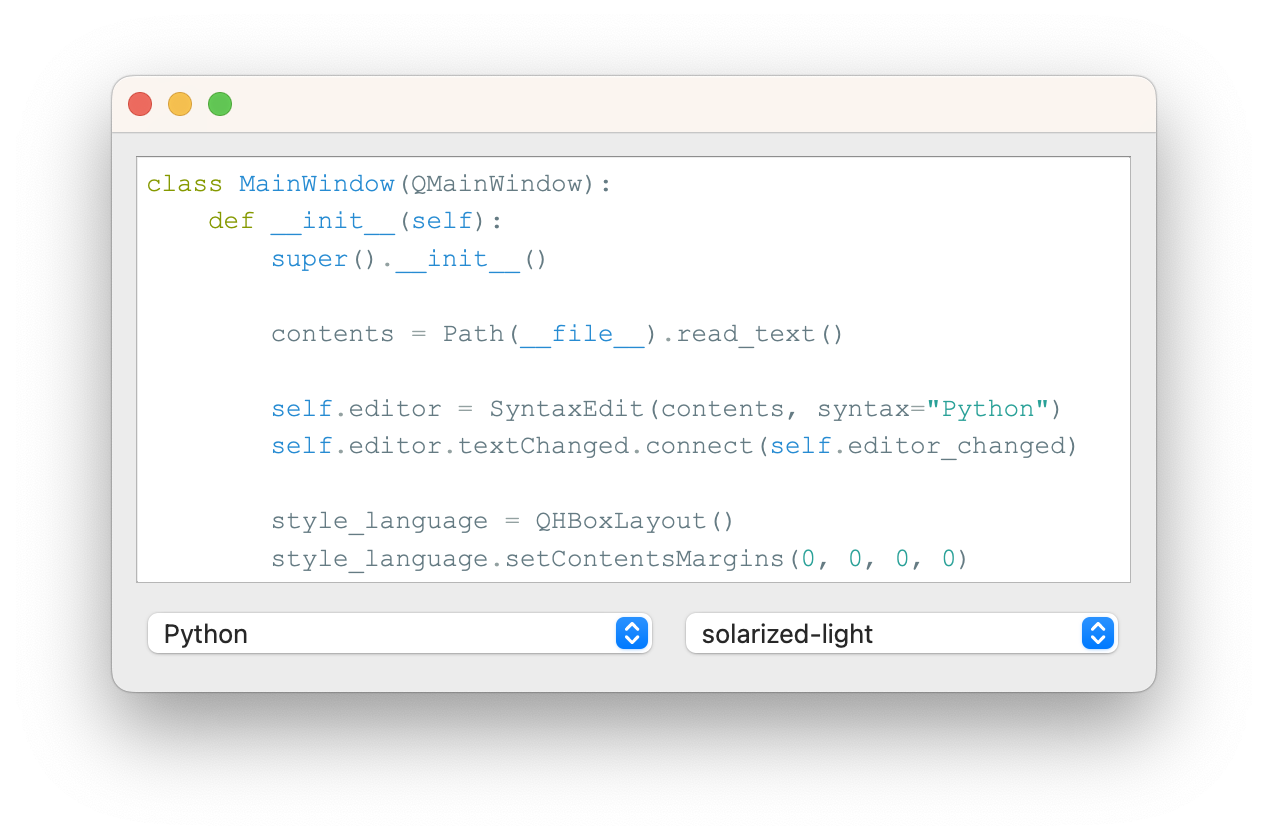 class MainWindow(QMainWindow):
    def __init__(self):
        super().__init__()
        contents = Path(__file__).read_text()
        self.editor = SyntaxEdit(contents, syntax="Python")
        self.editor.textChanged.connect(self.editor_changed)
        style_language = QHBoxLayout()
        style_language.setContentsMargins(0, 0, 0, 0)
Python
solarized-light